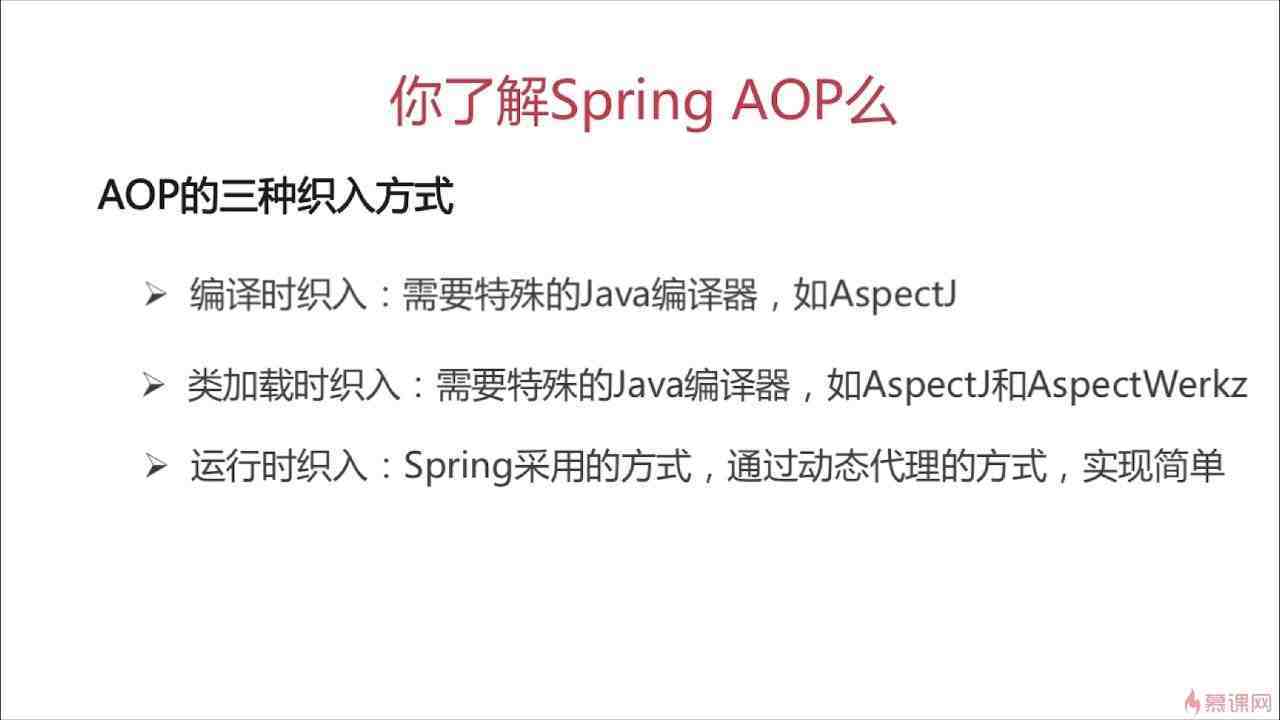 你了解Spring AOP么
AOP的三种织入方式
编译时织入：需要特殊的Java编译器，如AspectJ
类加载时织入：需要特殊的Java编译器，如AspectJ和AspectWerkz
运行时织入：Spring采用的方式，通过动态代理的方式，实现简单
慕课网